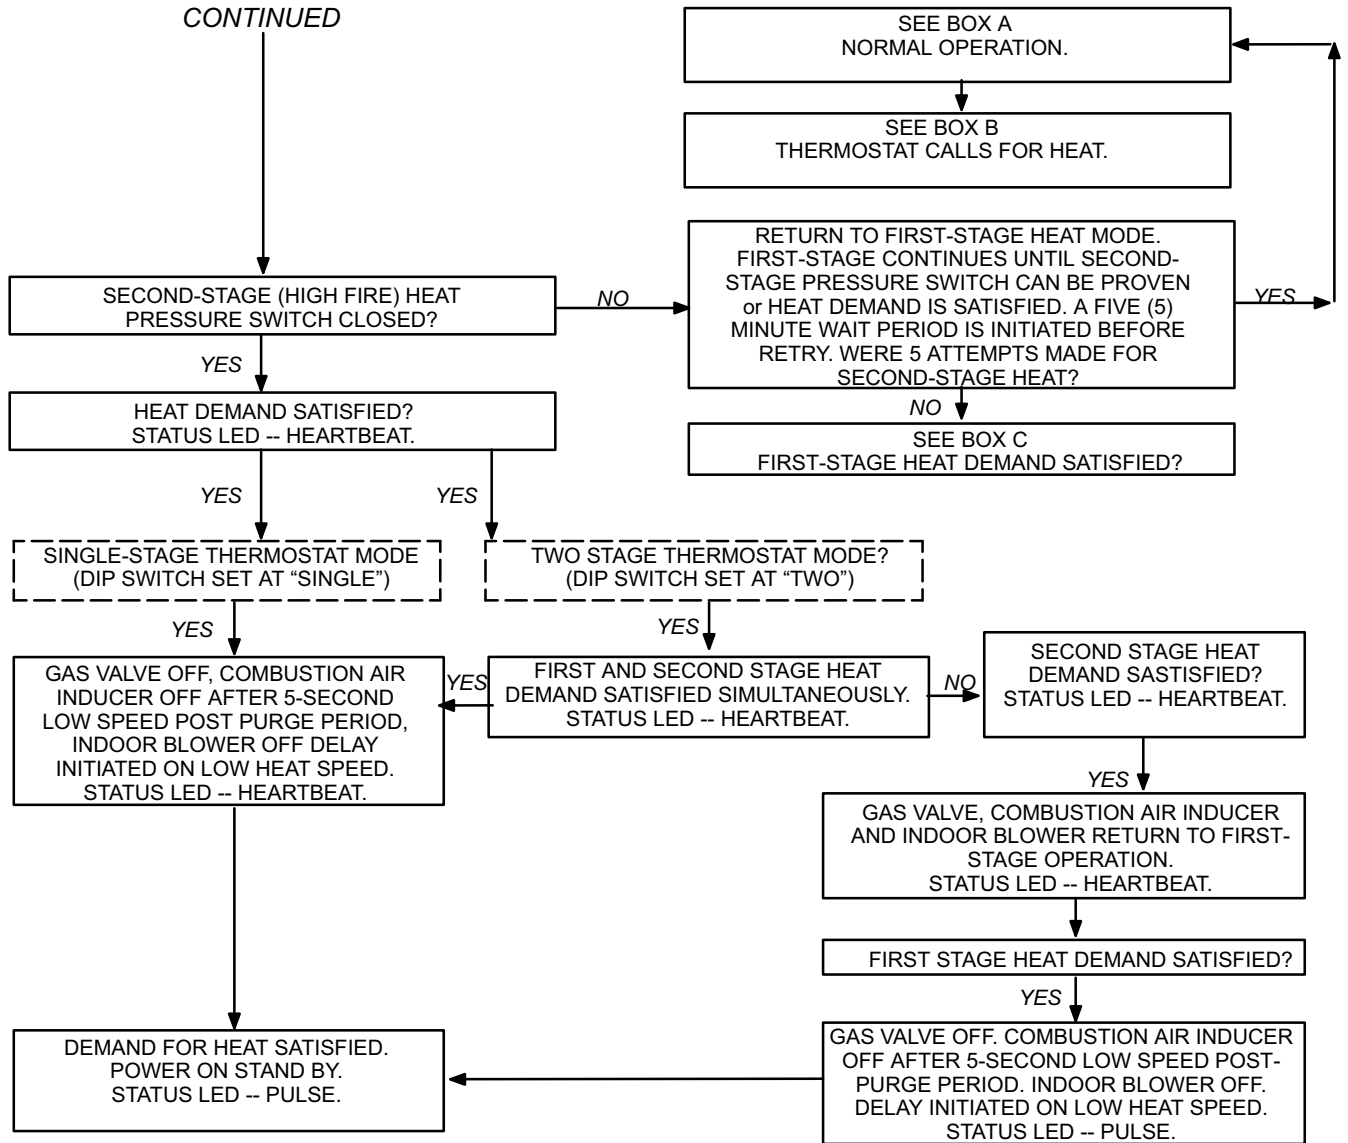 CONTINUED
SEE BOX A
NORMAL OPERATION.
SEE BOX B
THERMOSTAT CALLS FOR HEAT.
SECOND-STAGE (HIGH FIRE) HEAT
PRESSURE SWITCH CLOSED?
NO
RETURN TO FIRST-STAGE HEAT MODE.
FIRST-STAGE CONTINUES UNTIL SECOND-
STAGE PRESSURE SWITCH CAN BE PROVEN
or HEAT DEMAND IS SATISFIED. A FIVE (5)
MINUTE WAIT PERIOD IS INITIATED BEFORE
RETRY. WERE 5 ATTEMPTS MADE FOR
SECOND-STAGE HEAT?
YES
YES
NO
HEAT DEMAND SATISFIED?
STATUS LED -- HEARTBEAT.
SEE BOX C
FIRST-STAGE HEAT DEMAND SATISFIED?
YES
YES
SINGLE-STAGE THERMOSTAT MODE
(DIP SWITCH SET AT “SINGLE”)
TWO STAGE THERMOSTAT MODE?
(DIP SWITCH SET AT “TWO”)
YES
YES
GAS VALVE OFF, COMBUSTION AIR
INDUCER OFF AFTER 5-SECOND
LOW SPEED POST PURGE PERIOD,
INDOOR BLOWER OFF DELAY
INITIATED ON LOW HEAT SPEED.
STATUS LED -- HEARTBEAT.
YES
FIRST AND SECOND STAGE HEAT
DEMAND SATISFIED SIMULTANEOUSLY.
STATUS LED -- HEARTBEAT.
NO
SECOND STAGE HEAT
DEMAND SASTISFIED?
STATUS LED -- HEARTBEAT.
YES
GAS VALVE, COMBUSTION AIR INDUCER
AND INDOOR BLOWER RETURN TO FIRST-
STAGE OPERATION.
STATUS LED -- HEARTBEAT.
FIRST STAGE HEAT DEMAND SATISFIED?
YES
DEMAND FOR HEAT SATISFIED.
POWER ON STAND BY.
STATUS LED -- PULSE.
GAS VALVE OFF. COMBUSTION AIR INDUCER
OFF AFTER 5-SECOND LOW SPEED POST-
PURGE PERIOD. INDOOR BLOWER OFF.
DELAY INITIATED ON LOW HEAT SPEED.
STATUS LED -- PULSE.